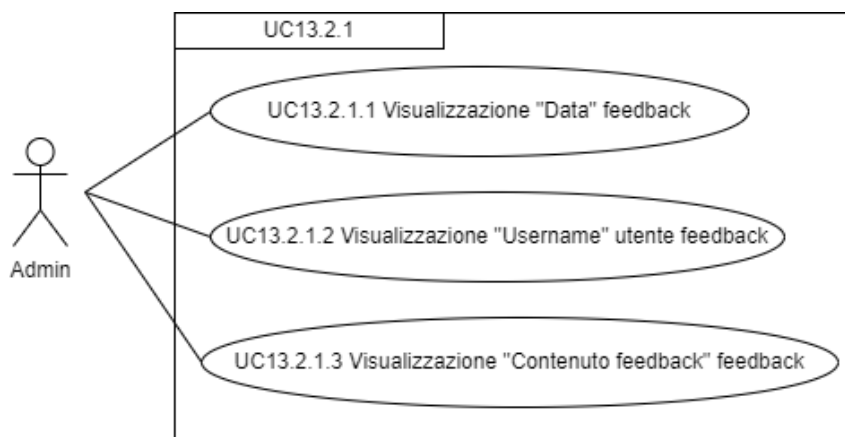 UC13.2.1
UC13.2.1.1 Visualizzazione "Data" feedback
UC13.2.1.2 Visualizzazione "Username" utente feedback
Admin
UC13.2.1.3 Visualizzazione "Contenuto feedback" feedback